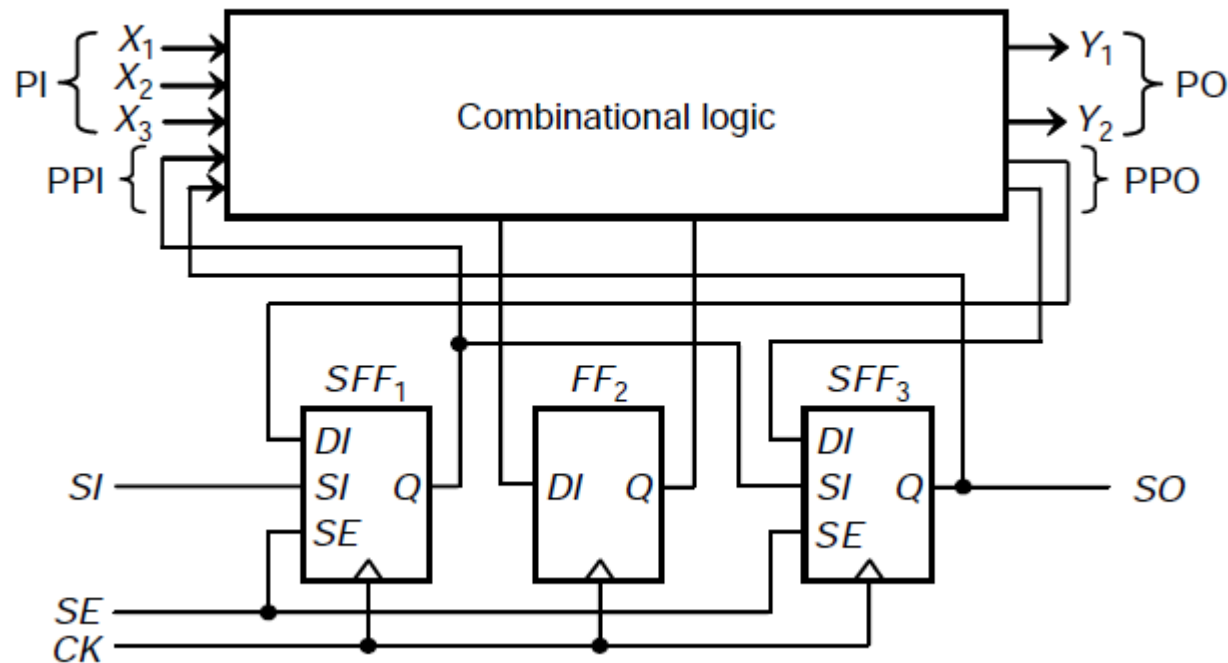 PI
X1
X2
X3
PPI
Combinational logic
Y1
Y2
PO
PPO
SFF1
FF2
SFF3
DI
SI
SE
Q
DI
Q
DI
SI
SE
Q
SI
SO
SE
CK